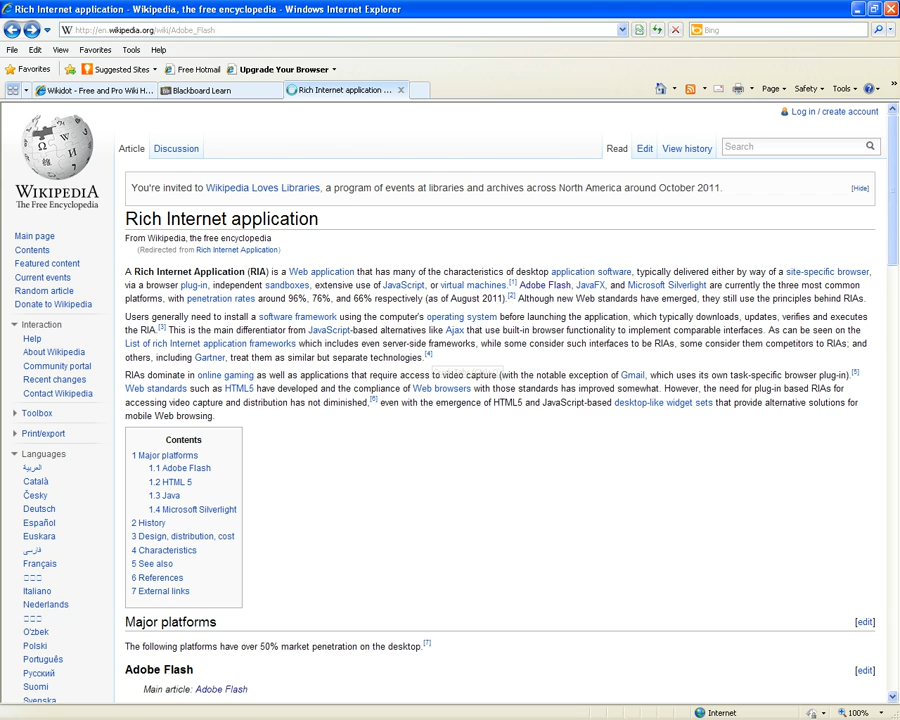 Rich Internet application - Wikipedia, the free encyclopedia - Windows Internet Explorer
http://en.wikipedia.org/wiki/Adobe_Flash
Bing
File Edit View Favorites Tools Help
Favorites Suggested Sites Free Hotmail Upgrade Your Browser
Wikidot - Free and Pro Wiki H... Blackboard Learn Rich Internet application ... X Page Safety Tools
Log in / create account
Article Discussion Read Edit View history Search
WIKIPEDIA
The Free Encyclopedia
You're invited to Wikipedia Loves Libraries, a program of events at libraries and archives across North America around October 2011. [Hide]
Rich Internet application
From Wikipedia, the free encyclopedia
(Redirected from Rich Internet Application)
A Rich Internet Application (RIA) is a Web application that has many of the characteristics of desktop application software, typically delivered either by way of a site-specific browser,
via a browser plug-in, independent sandboxes, extensive use of JavaScript, or virtual machines.[1] Adobe Flash, JavaFX, and Microsoft Silverlight are currently the three most common
platforms, with penetration rates around 96%, 76%, and 66% respectively (as of August 2011).[2] Although new Web standards have emerged, they still use the principles behind RIAs.
Users generally need to install a software framework using the computer's operating system before launching the application, which typically downloads, updates, verifies and executes
the RIA.[3] This is the main differentiator from JavaScript-based alternatives like Ajax that use built-in browser functionality to implement comparable interfaces. As can be seen on the
List of rich Internet application frameworks which includes even server-side frameworks, while some consider such interfaces to be RIAs, some consider them competitors to RIAs; and
others, including Gartner, treat them as similar but separate technologies.[4]
RIAs dominate in online gaming as well as applications that require access to video capture (with the notable exception of Gmail, which uses its own task-specific browser plug-in).[5]
Web standards such as HTML5 have developed and the compliance of Web browsers with those standards has improved somewhat. However, the need for plug-in based RIAs for
accessing video capture and distribution has not diminished,[6] even with the emergence of HTML5 and JavaScript-based desktop-like widget sets that provide alternative solutions for
mobile Web browsing.
Contents
1 Major platforms
1.1 Adobe Flash
1.2 HTML 5
1.3 Java
1.4 Microsoft Silverlight
2 History
3 Design, distribution, cost
4 Characteristics
5 See also
6 References
7 External links
Major platforms [edit]
The following platforms have over 50% market penetration on the desktop.[7]
Adobe Flash [edit]
Main article: Adobe Flash
Main page
Contents
Featured content
Current events
Random article
Donate to Wikipedia
Interaction
Help
About Wikipedia
Community portal
Recent changes
Contact Wikipedia
Toolbox
Print/export
Languages
العربية
Català
Česky
Deutsch
Español
Euskara
فارسی
Français
Italiano
Nederlands
O'zbek
Polski
Português
Русский
Suomi
Svenska
Internet 100%